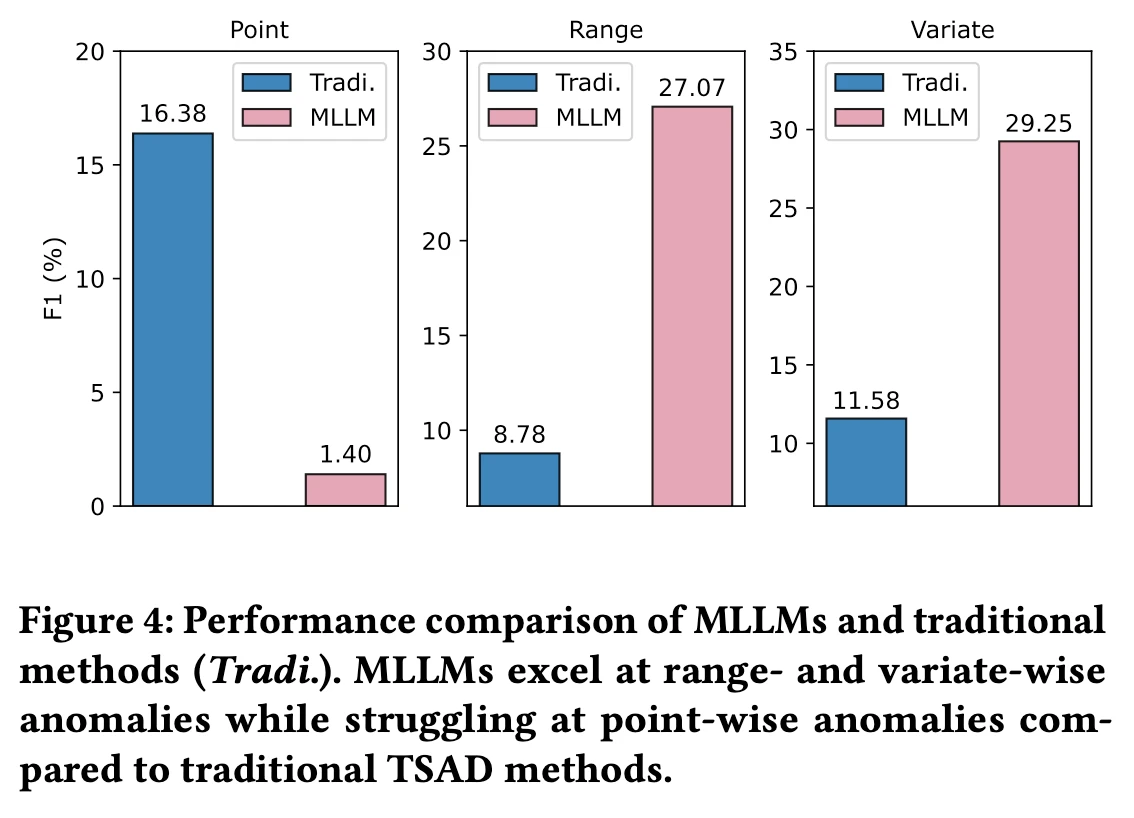 Point
Range
Variate
F1 (%)
20
15
10
5
0
Tradi.
MLLM
16.38
1.40
30
25
20
15
10
Tradi.
MLLM
8.78
27.07
35
30
25
20
15
10
Tradi.
MLLM
11.58
29.25
Figure 4: Performance comparison of MLLMs and traditional
methods (Tradi.). MLLMs excel at range- and variate-wise
anomalies while struggling at point-wise anomalies com-
pared to traditional TSAD methods.